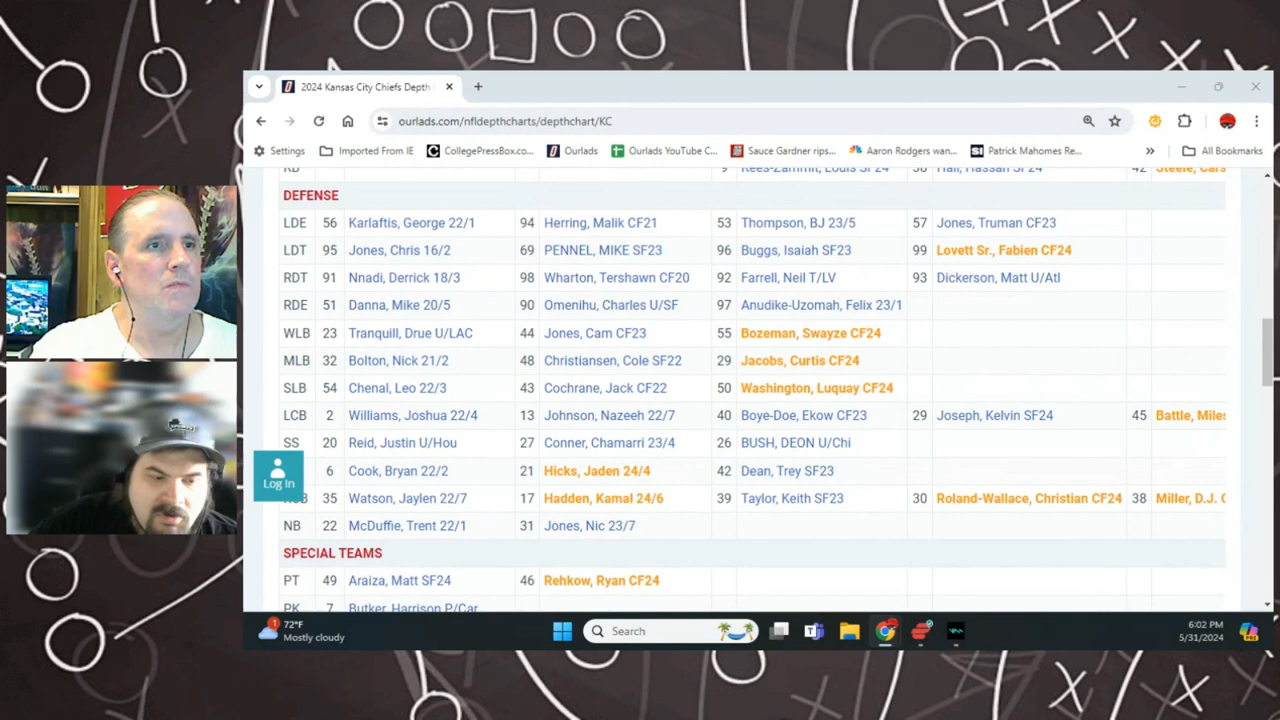 2024 Kansas City Chiefs Depth
ourlads.com/nfldepthcharts/depthchart/KC
Settings Imported From IE CollegePressBox.co... Ourlads Ourlads YouTube C... Sauce Gardner rips... Aaron Rodgers wan... Patrick Mahomes Re... » All Bookmarks
RB 9 Rees-Zammit, Louis SF24 38 Hall, Hassan SF24 42 Steele, Cars
DEFENSE
LDE 56 Karlaftis, George 22/1 94 Herring, Malik CF21 53 Thompson, BJ 23/5 57 Jones, Truman CF23
LDT 95 Jones, Chris 16/2 69 PENNEL, MIKE SF23 96 Buggs, Isaiah SF23 99 Lovett Sr., Fabien CF24
RDT 91 Nnadi, Derrick 18/3 98 Wharton, Tershawn CF20 92 Farrell, Neil T/LV 93 Dickerson, Matt U/Atl
RDE 51 Danna, Mike 20/5 90 Omenihu, Charles U/SF 97 Anudike-Uzomah, Felix 23/1
WLB 23 Tranquill, Drue U/LAC 44 Jones, Cam CF23 55 Bozeman, Swayze CF24
MLB 32 Bolton, Nick 21/2 48 Christiansen, Cole SF22 29 Jacobs, Curtis CF24
SLB 54 Chenal, Leo 22/3 43 Cochrane, Jack CF22 50 Washington, Luquay CF24
LCB 2 Williams, Joshua 22/4 13 Johnson, Nazeeh 22/7 40 Boye-Doe, Ekow CF23 29 Joseph, Kelvin SF24 45 Battle, Miles
SS 20 Reid, Justin U/Hou 27 Conner, Chamarri 23/4 26 BUSH, DEON U/Chi
6 Cook, Bryan 22/2 21 Hicks, Jaden 24/4 42 Dean, Trey SF23
Log In
35 Watson, Jaylen 22/7 17 Hadden, Kamal 24/6 39 Taylor, Keith SF23 30 Roland-Wallace, Christian CF24 38 Miller, D.J. C
NB 22 McDuffie, Trent 22/1 31 Jones, Nic 23/7
SPECIAL TEAMS
PT 49 Araiza, Matt SF24 46 Rehkow, Ryan CF24
PK 7 Butker, Harrison P/Car
1 72°F
Mostly cloudy
Search
6:02 PM
5/31/2024